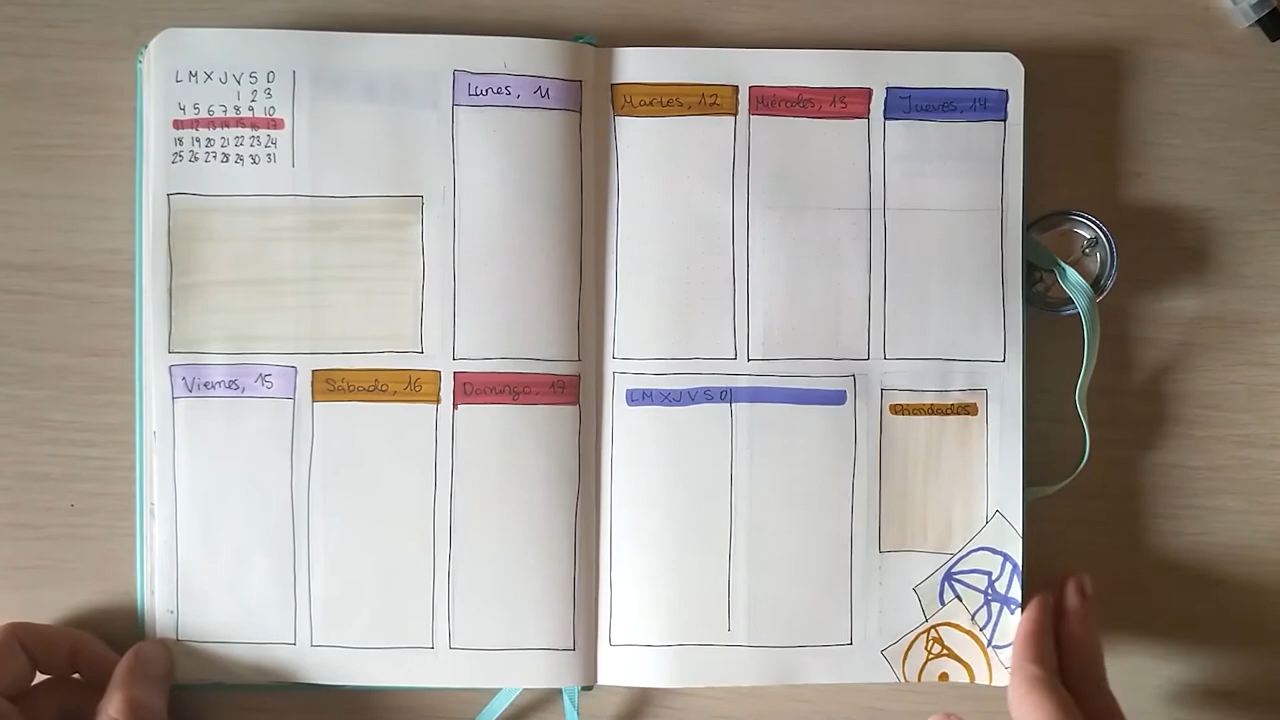 L M X J V S D
1 2 3
4 5 6 7 8 9 10
11 12 13 14 15 16 17
18 19 20 21 22 23 24
25 26 27 28 29 30 31
Lunes, 11
Martes, 12
Miércoles, 13
Jueves, 14
Viernes, 15
Sábado, 16
Domingo, 17
L M X J V S D
Prioridades